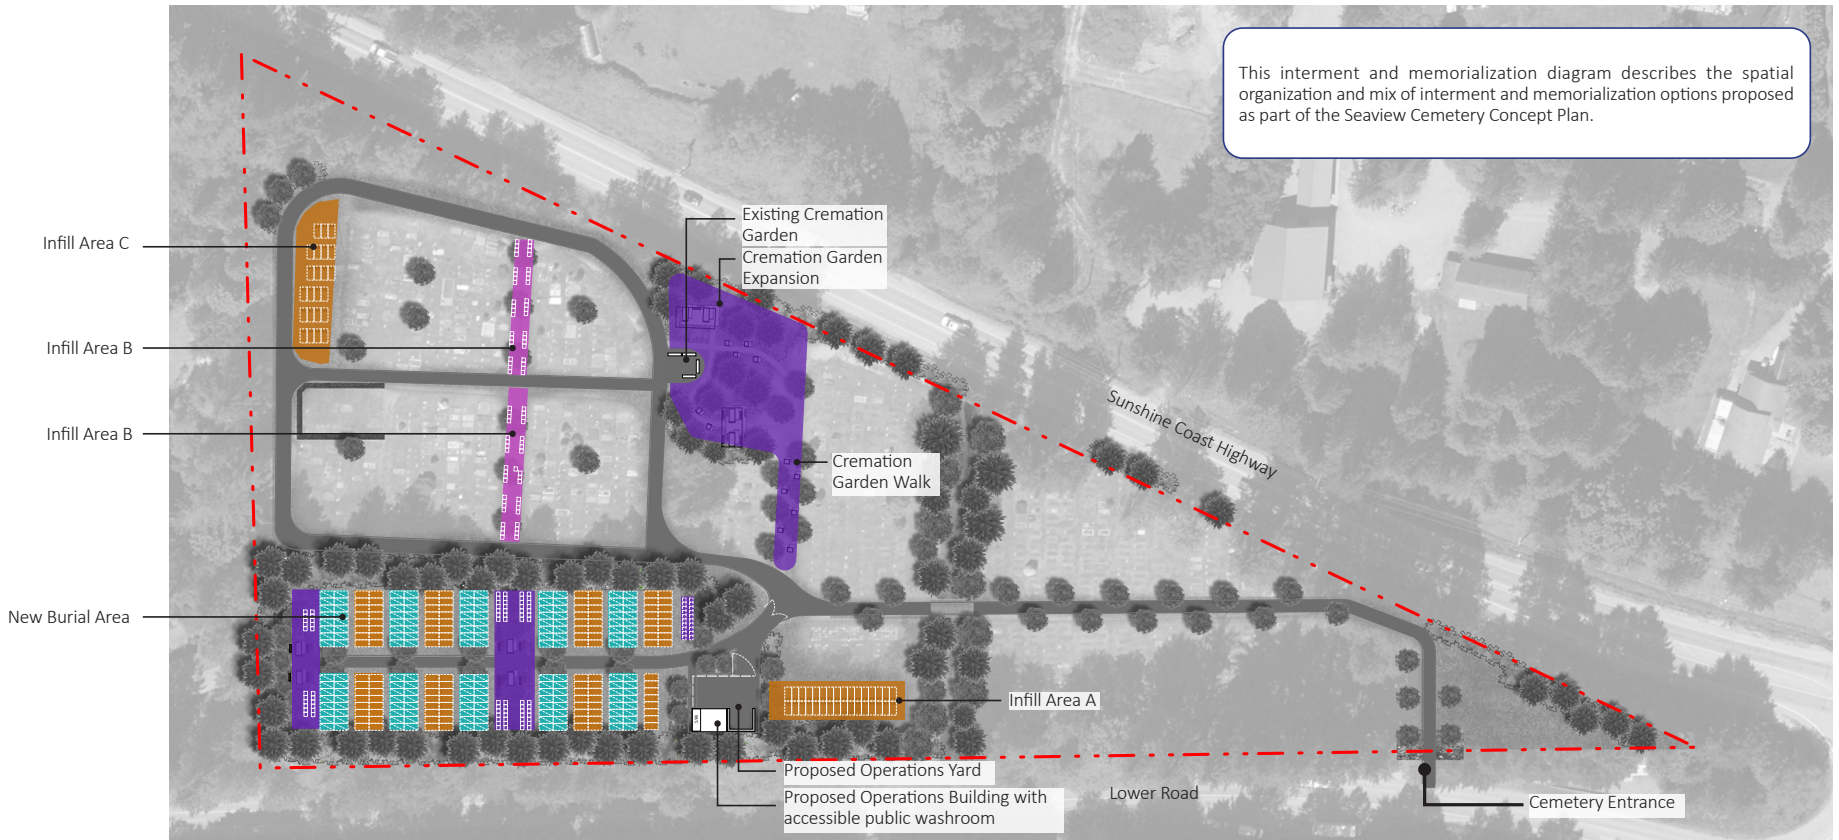 This interment and memorialization diagram describes the spatial
organization and mix of interment and memorialization options proposed
as part of the Seaview Cemetery Concept Plan.
Existing Cremation
Garden
Cremation Garden
Expansion
Infill Area C
Infill Area B
Infill Area B
Sunshine Coast Highway
Cremation
Garden Walk
New Burial Area
Infill Area A
Proposed Operations Yard
Proposed Operations Building with
accessible public washroom
Lower Road
Cemetery Entrance